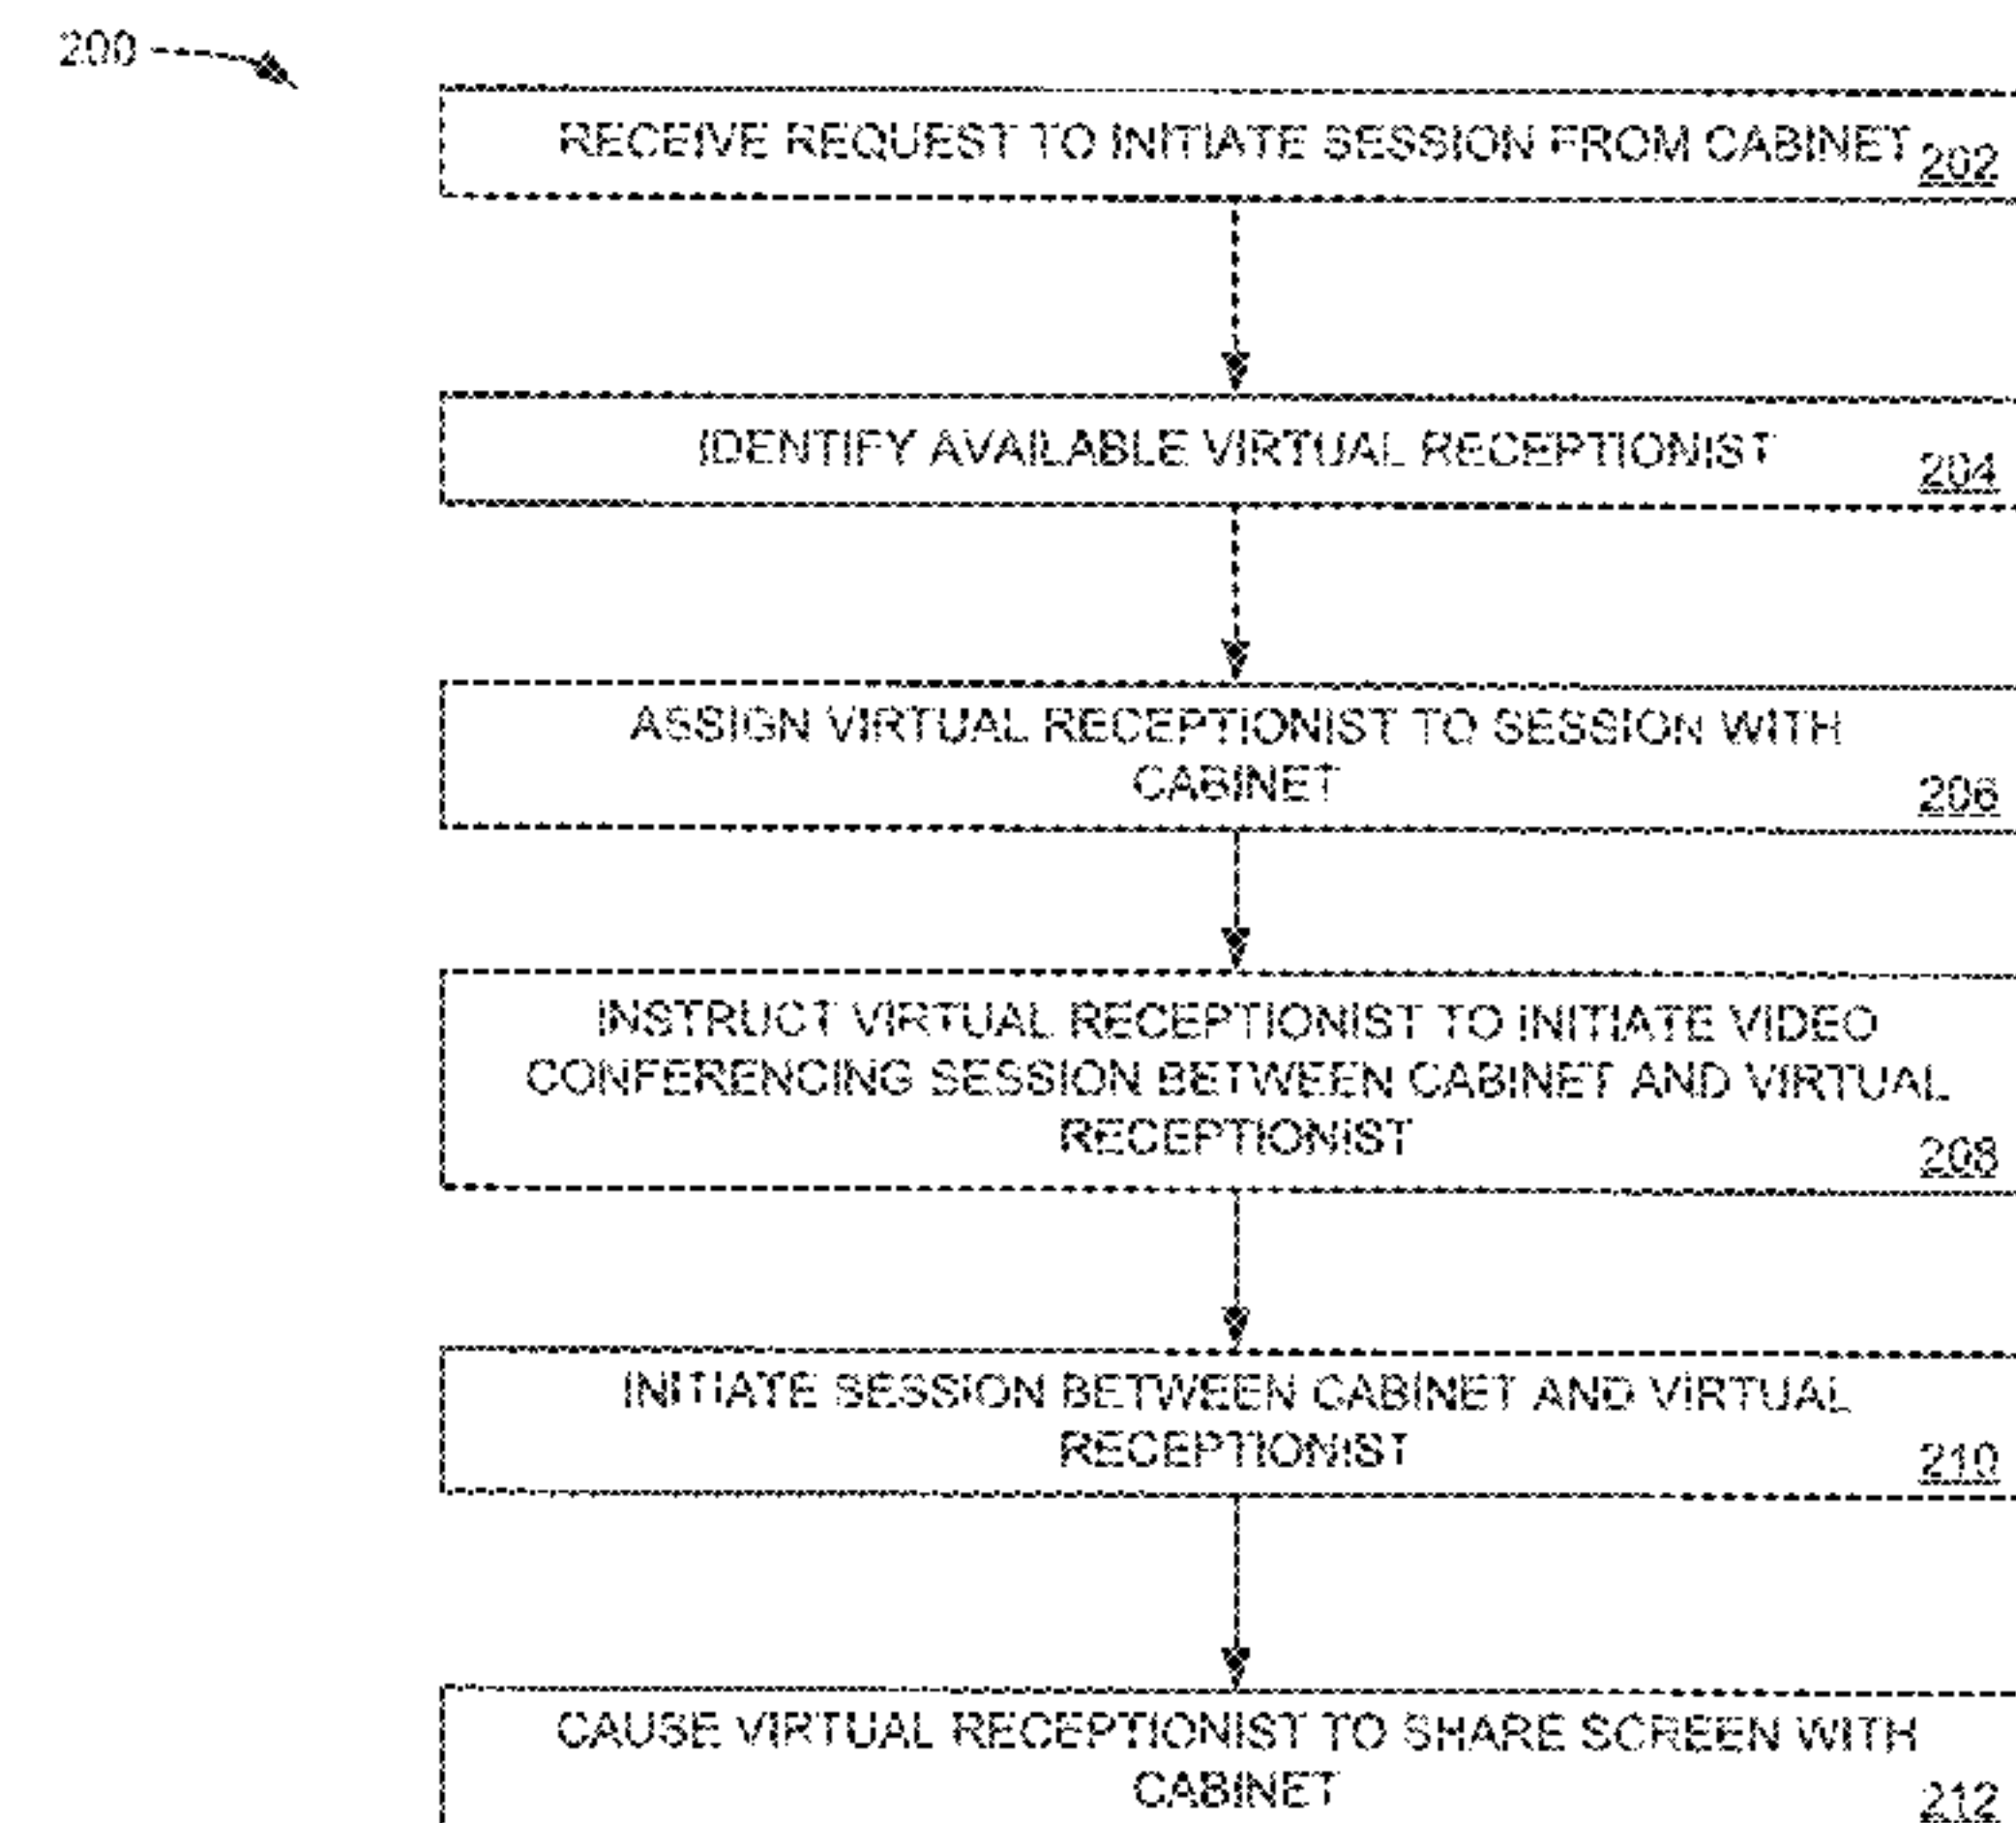 200
RECEIVE REQUEST TO INITIATE SESSION FROM CABINET
202
IDENTIFY AVAILABLE VIRTUAL RECEPTIONIST
204
ASSIGN VIRTUAL RECEPTIONIST TO SESSION WITH
CABINET
206
INSTRUCT VIRTUAL RECEPTIONIST TO INITIATE VIDEO
CONFERENCING SESSION BETWEEN CABINET AND VIRTUAL
RECEPTIONIST
208
INITIATE SESSION BETWEEN CABINET AND VIRTUAL
RECEPTIONIST
210
CAUSE VIRTUAL RECEPTIONIST TO SHARE SCREEN WITH
CABINET
212